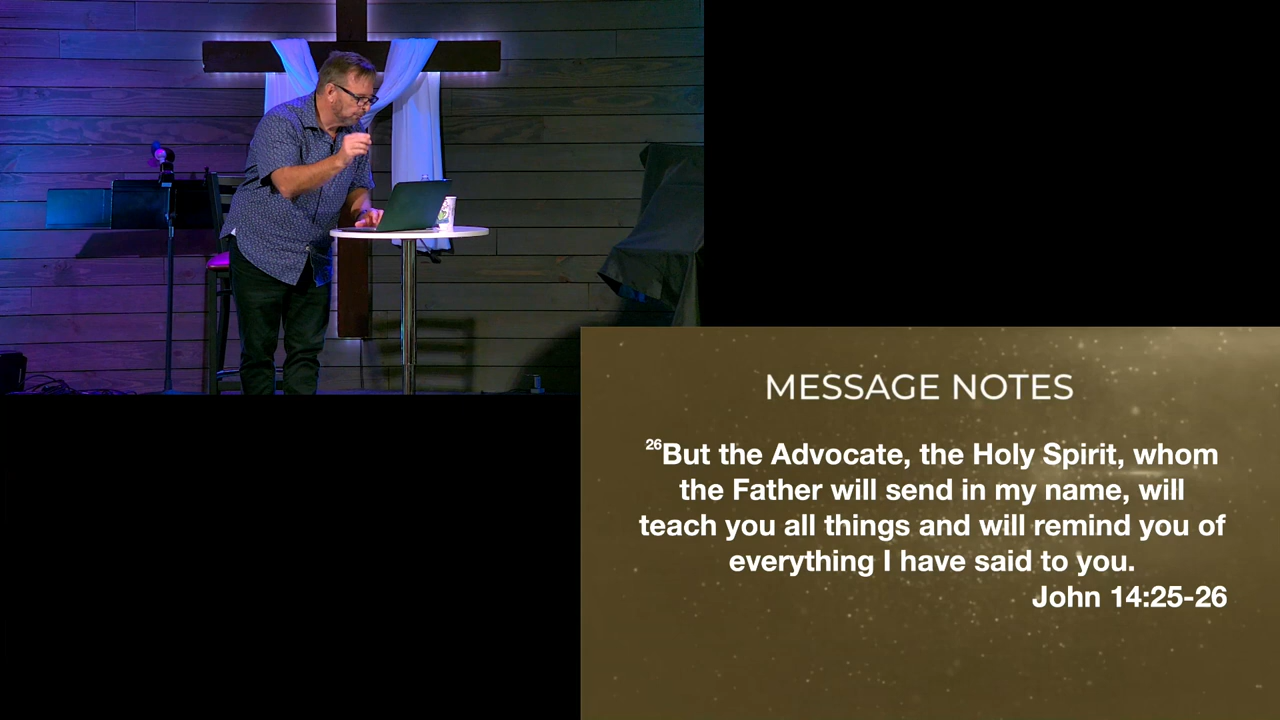 MESSAGE NOTES
26But the Advocate, the Holy Spirit, whom
the Father will send in my name, will
teach you all things and will remind you of
everything I have said to you.
John 14:25-26